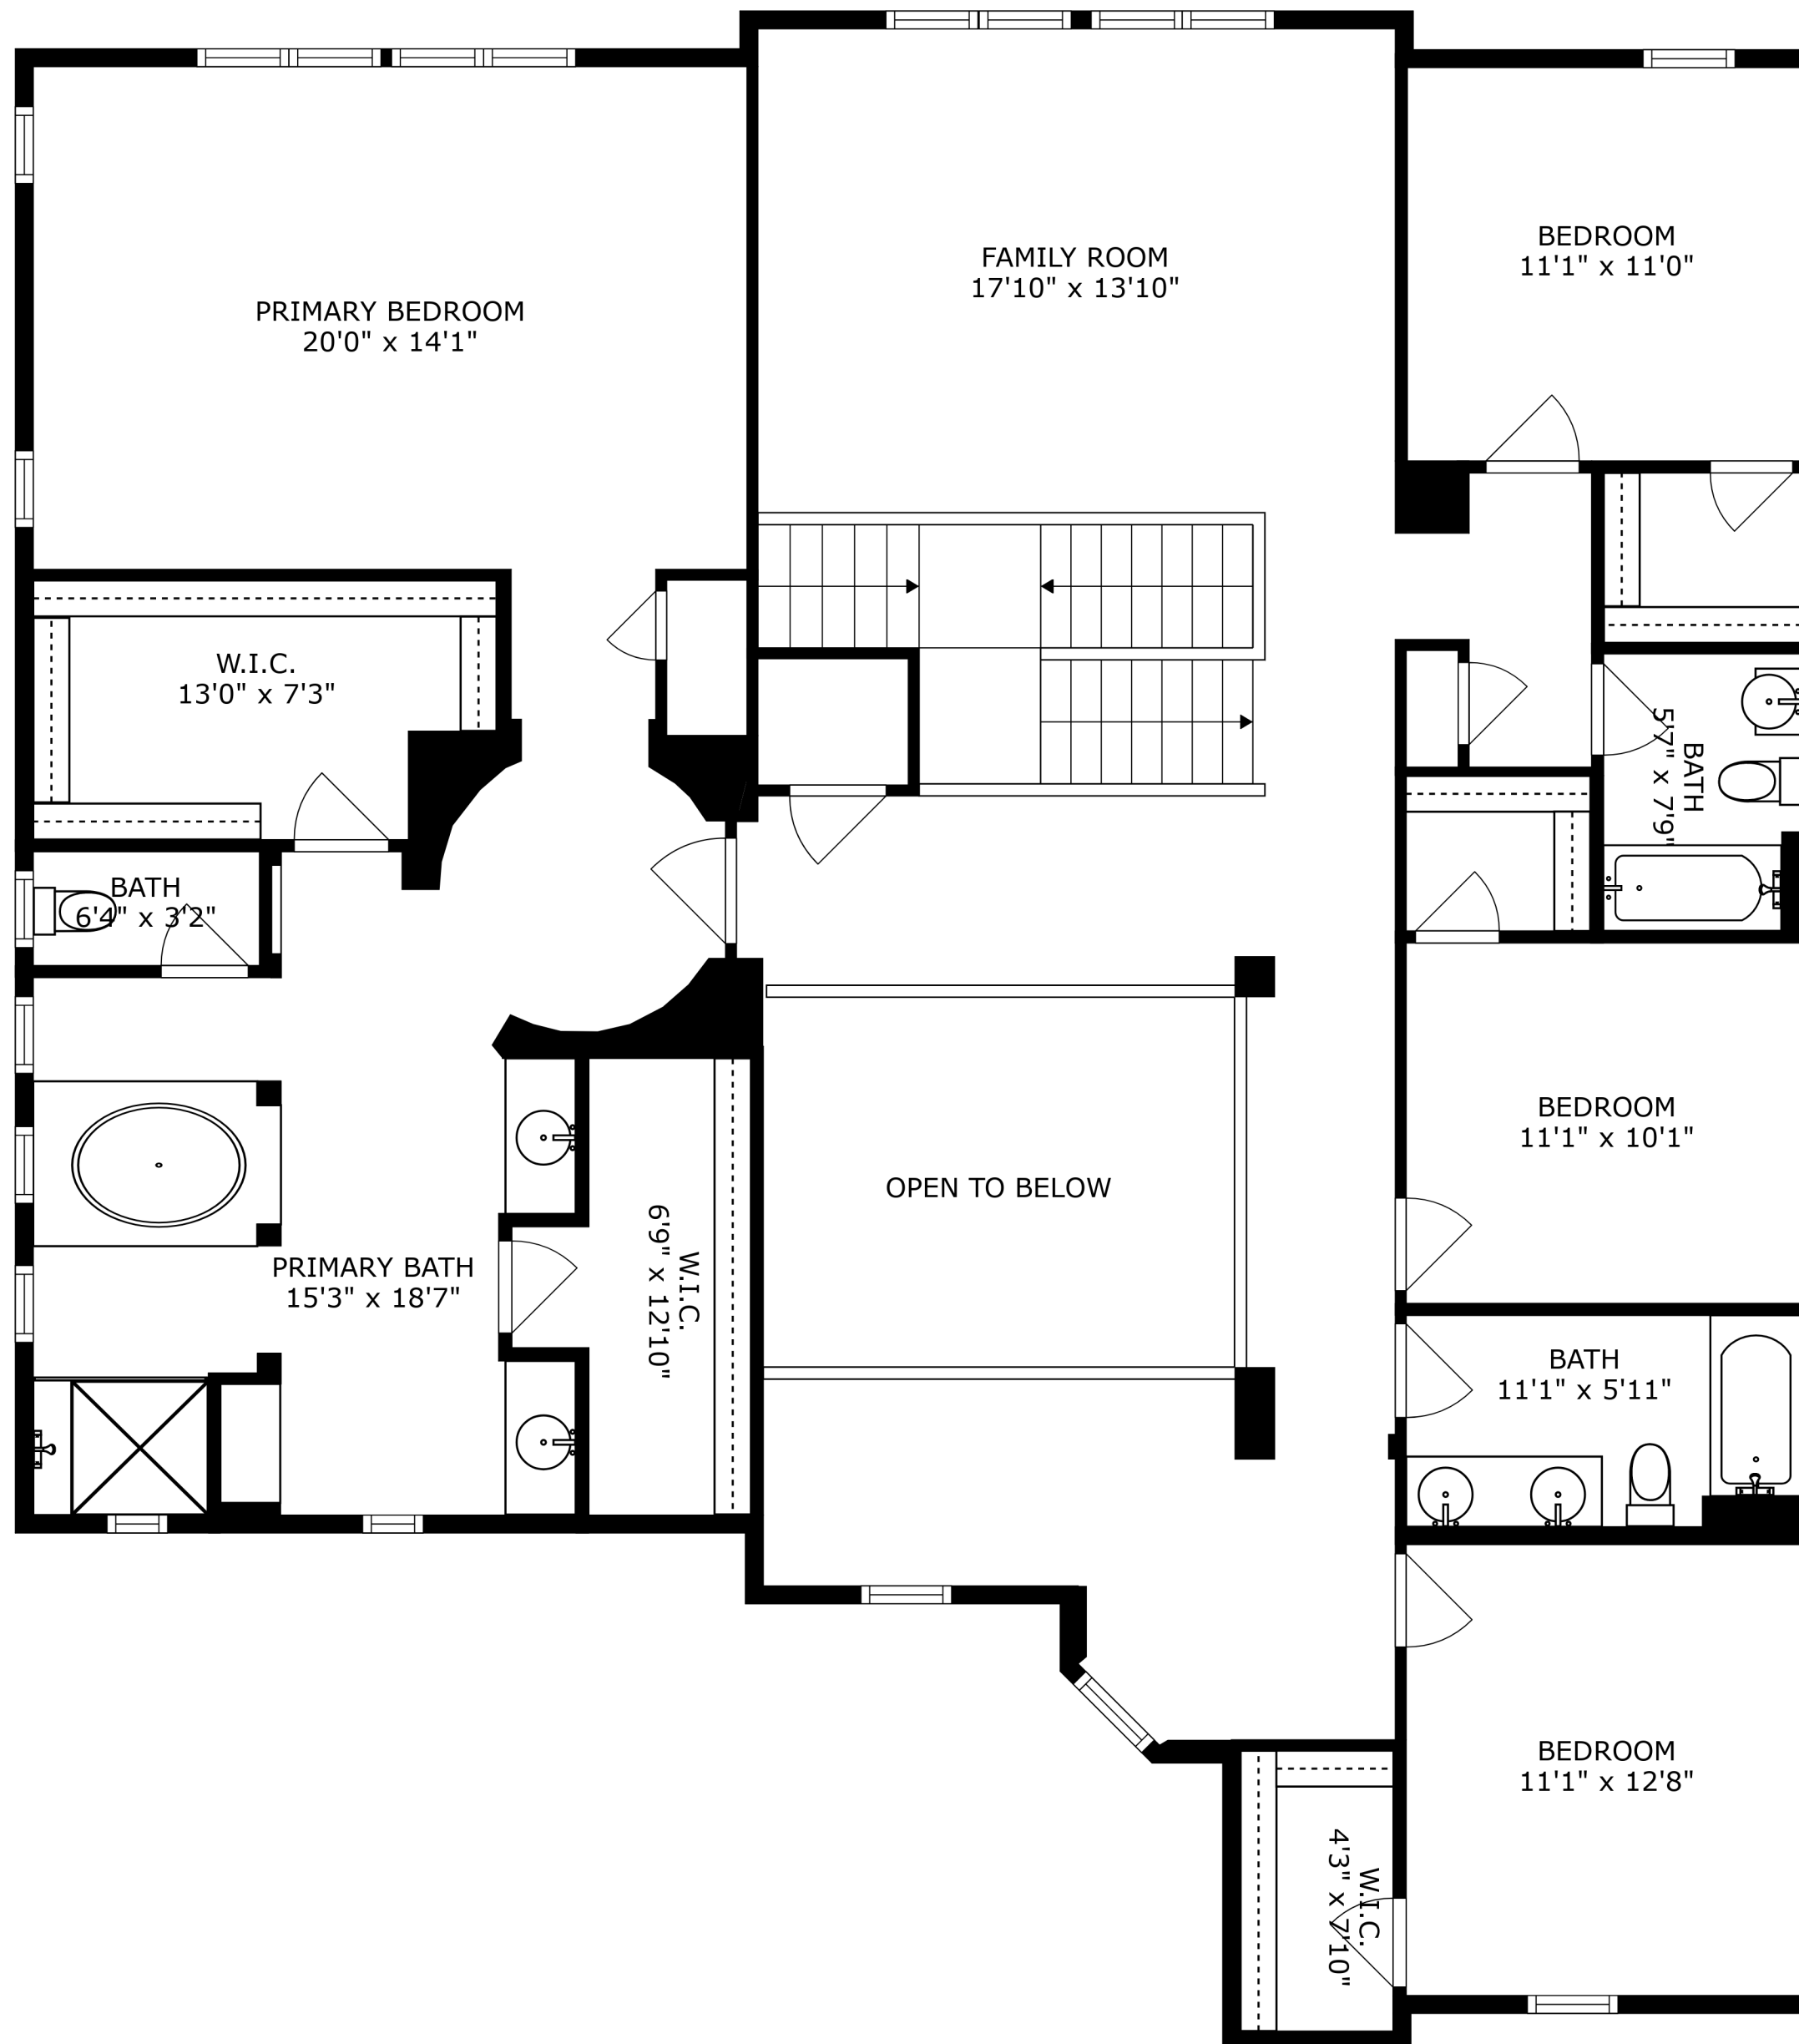 FAMILY ROOM
17'10" x 13'10"
BEDROOM
11'1" x 11'0"
PRIMARY BEDROOM
20'0" x 14'1"
W.I.C.
13'0" x 7'3"
BATH
5'7" x 7'9"
BATH
6'4" x 3'2"
BEDROOM
11'1" x 10'1"
OPEN TO BELOW
PRIMARY BATH
15'3" x 18'7"
W.I.C.
6'9" x 12'10"
BATH
11'1" x 5'11"
BEDROOM
11'1" x 12'8"
W.I.C.
4'3" x 7'10"